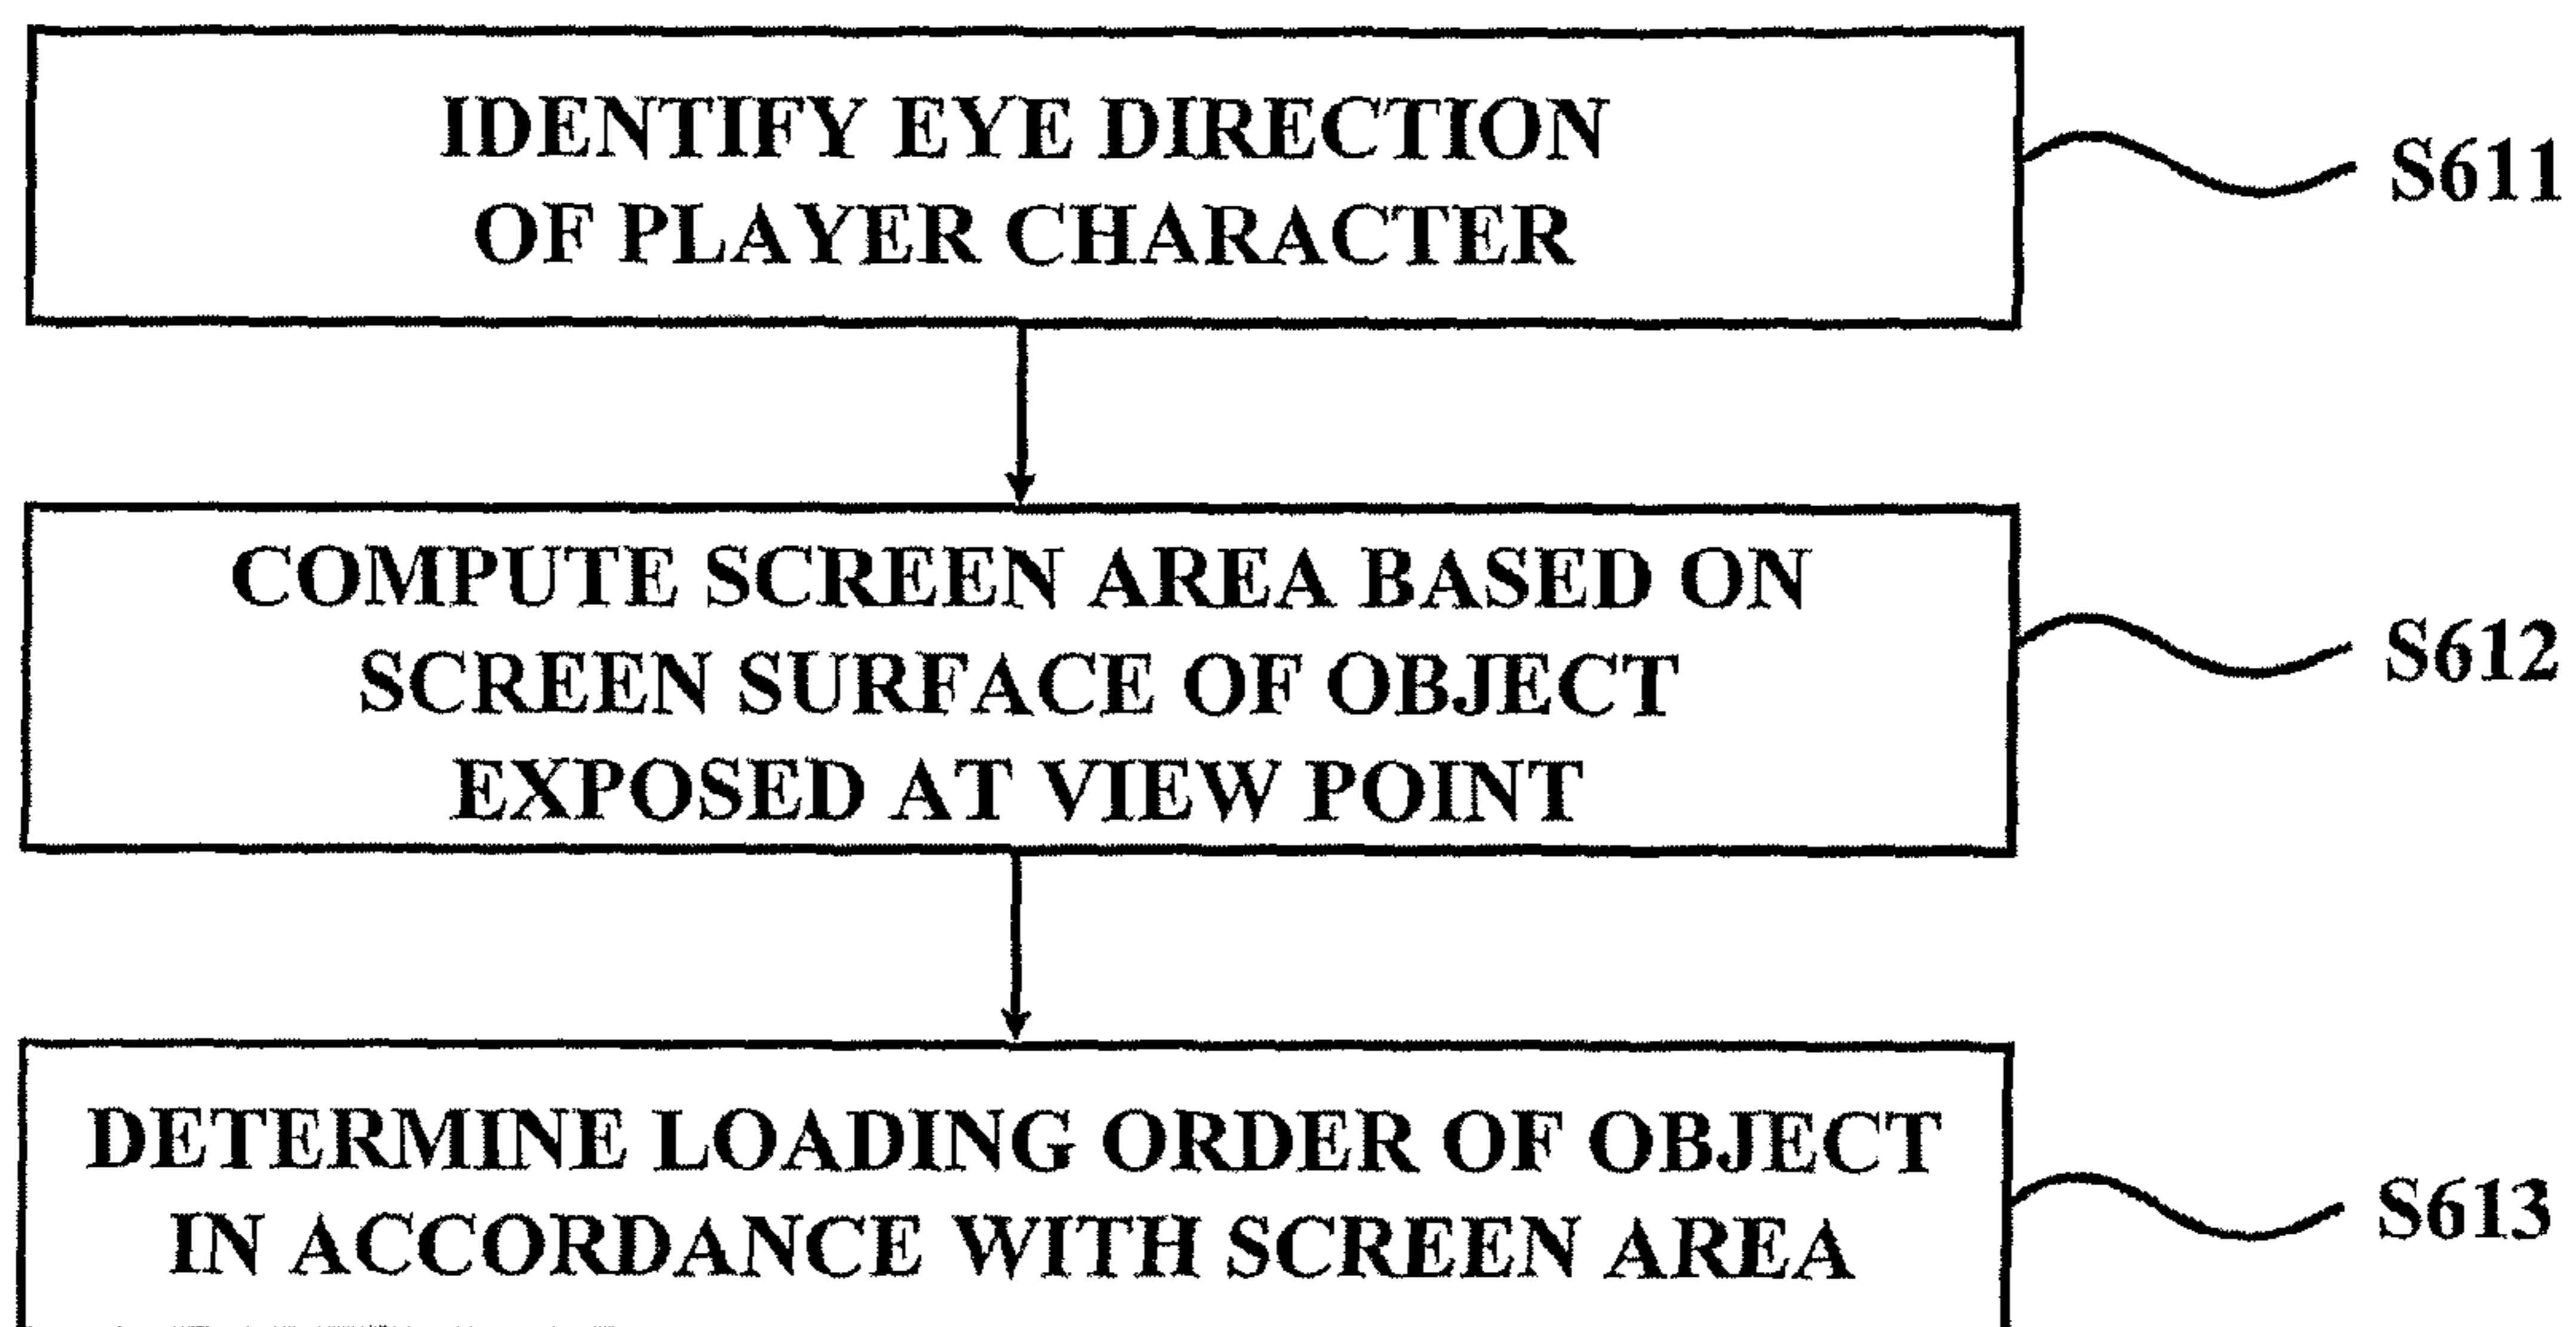 IDENTIFY EYE DIRECTION
OF PLAYER CHARACTER
S611
COMPUTE SCREEN AREA BASED ON
SCREEN SURFACE OF OBJECT
EXPOSED AT VIEW POINT
S612
DETERMINE LOADING ORDER OF OBJECT
IN ACCORDANCE WITH SCREEN AREA
S613